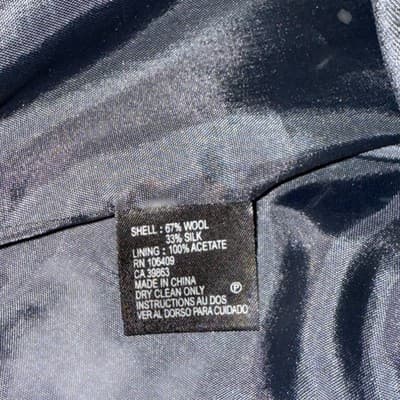 SHELL : 67% WOOL
33% SILK
LINING : 100% ACETATE
RN 106409
CA 39863
MADE IN CHINA
DRY CLEAN ONLY Ⓟ
INSTRUCTIONS AU DOS
VER AL DORSO PARA CUIDADO